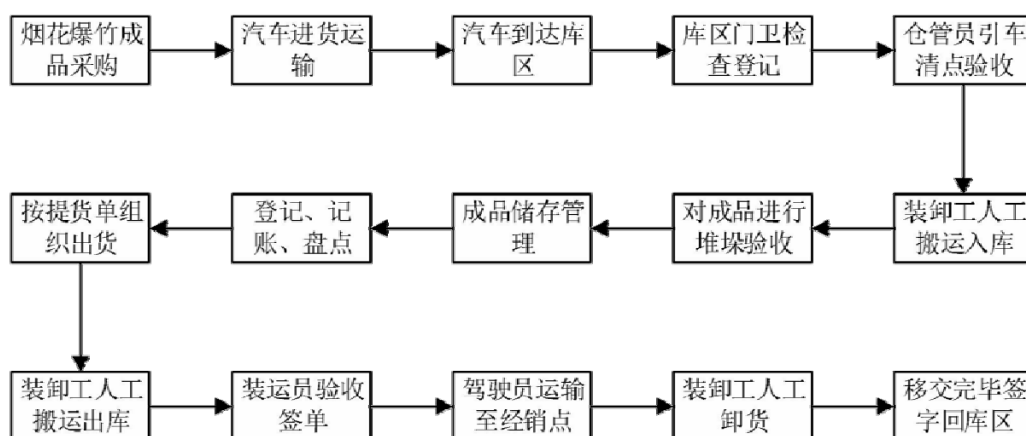 烟花爆竹成
品采购
汽车进货运
输
汽车到达库
区
库区门卫检
查登记
仓管员引车
清点验收
装卸工人工
搬运入库
对成品进行
堆垛验收
成品储存管
理
登记、记
账、盘点
按提货单组
织出货
装卸工人工
搬运出库
装运员验收
签单
驾驶员运输
至经销点
装卸工人工
卸货
移交完毕签
字回库区